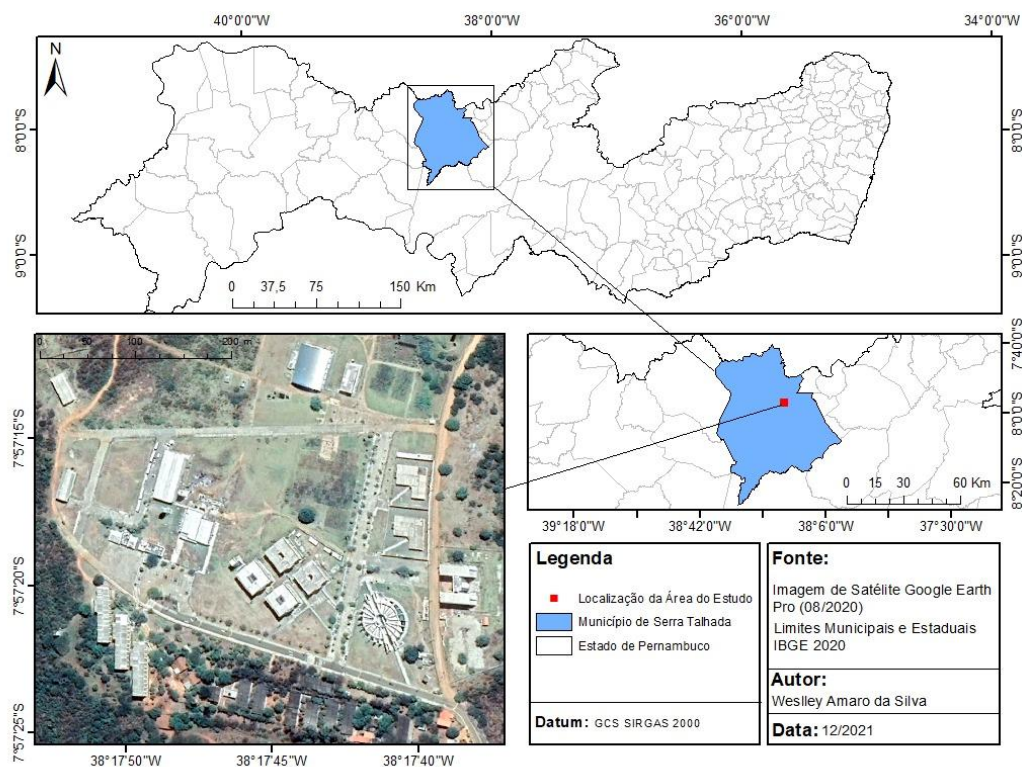 40°0'0"W 38°0'0"W 36°0'0"W 34°0'0"W
N
8°0'0"S 8°0'0"S
9°0'0"S 9°0'0"S
0 37,5 75 150 Km
0 50 100 200 m
7°57'15"S
7°57'20"S
7°57'25"S
38°17'50"W 38°17'45"W 38°17'40"W
7°40'0"S
8°0'0"S
8°20'0"S
0 15 30 60 Km
39°18'0"W 38°42'0"W 38°6'0"W 37°30'0"W
Legenda
Localização da Área do Estudo
Município de Serra Talhada
Estado de Pernambuco
Datum: GCS SIRGAS 2000
Fonte:
Imagem de Satélite Google Earth
Pro (08/2020)
Limites Municipais e Estaduais
IBGE 2020
Autor:
Weslley Amaro da Silva
Data: 12/2021